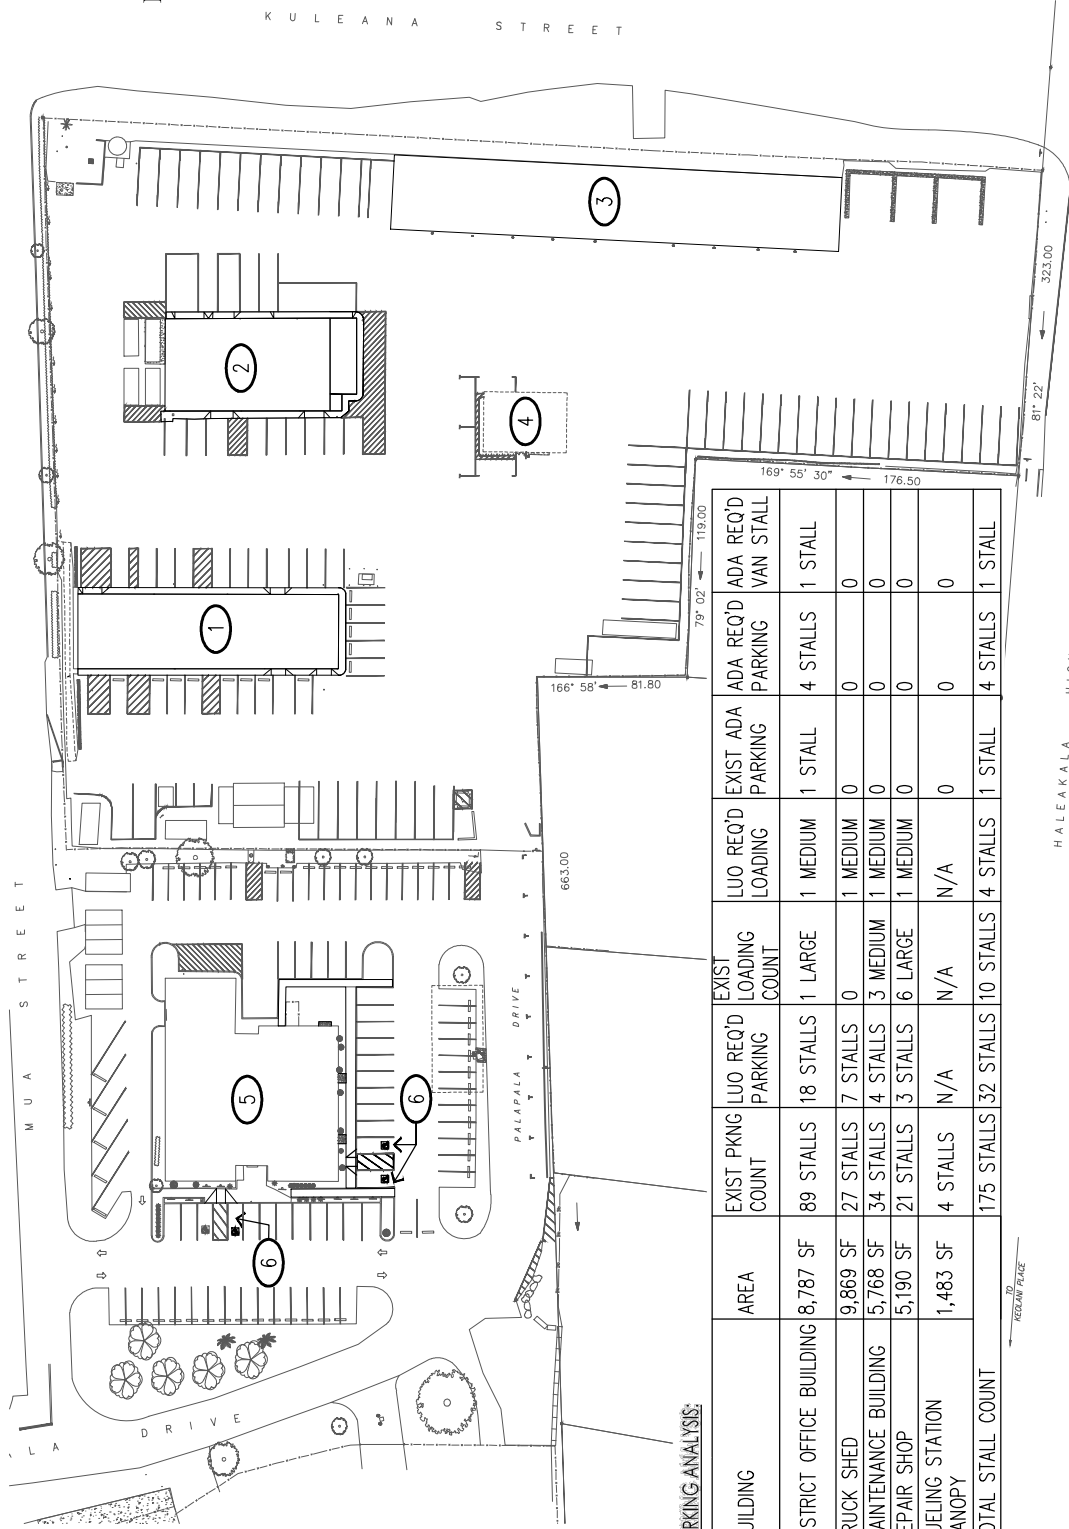 KULEANA STREET
3
2
4
1
5
6
6
323.00
81° 22'
169° 55' 30"
176.50
119.00
79° 02'
166° 58'
81.80
663.00
MUA STREET
PALAPALA DRIVE
ALA DRIVE
HALEAKALA
TO
KEOLANI PLACE
RKING ANALYSIS:
UILDING AREA EXIST PKNG COUNT LUO REQ'D PARKING EXIST LOADING COUNT LUO REQ'D LOADING EXIST ADA PARKING ADA REQ'D PARKING ADA REQ'D VAN STALL
STRICT OFFICE BUILDING 8,787 SF 89 STALLS 18 STALLS 1 LARGE 1 MEDIUM 1 STALL 4 STALLS 1 STALL
RUCK SHED 9,869 SF 27 STALLS 7 STALLS 0 1 MEDIUM 0 0 0
AINTENANCE BUILDING 5,768 SF 34 STALLS 4 STALLS 3 MEDIUM 1 MEDIUM 0 0 0
EPAIR SHOP 5,190 SF 21 STALLS 3 STALLS 6 LARGE 1 MEDIUM 0 0 0
UELING STATION
ANOPY 1,483 SF 4 STALLS N/A N/A N/A 0 0 0
OTAL STALL COUNT 175 STALLS 32 STALLS 10 STALLS 4 STALLS 1 STALL 4 STALLS 1 STALL